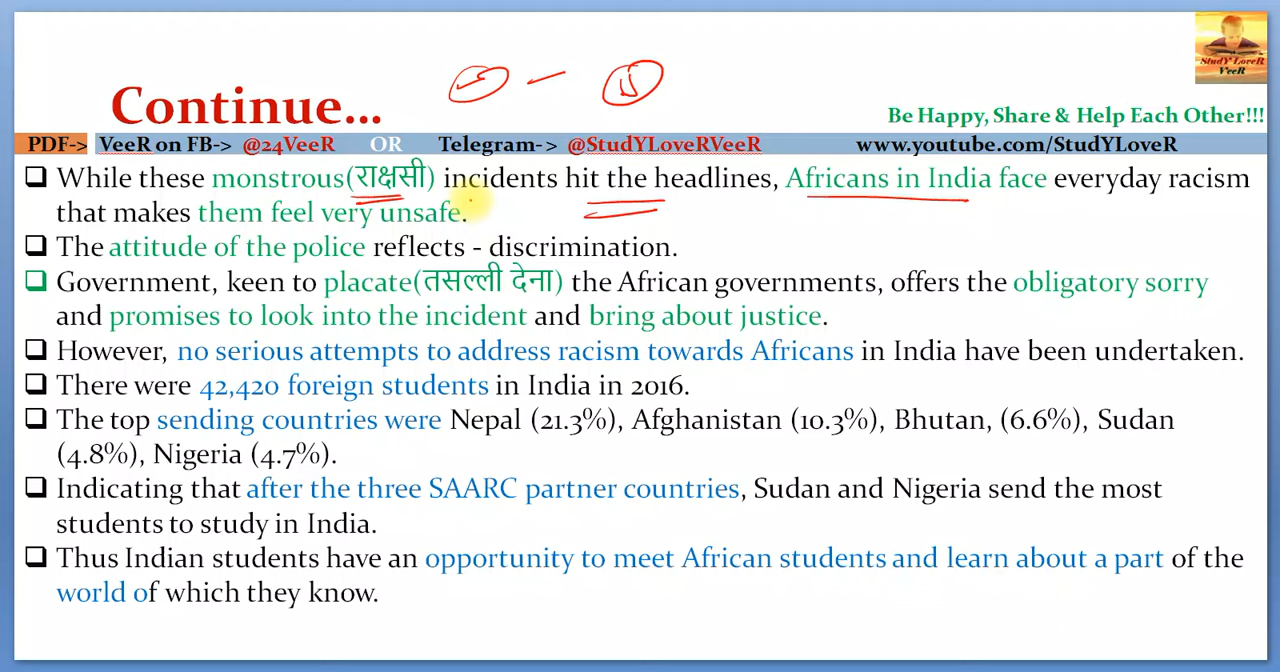 StudY LoveR
VeeR
Continue...
Be Happy, Share & Help Each Other!!!
PDF-> VeeR on FB-> @24VeeR OR Telegram-> @StudYLoveRVeeR www.youtube.com/StudYLoveR
While these monstrous(राक्षसी) incidents hit the headlines, Africans in India face everyday racism
that makes them feel very unsafe.
The attitude of the police reflects - discrimination.
Government, keen to placate(तसल्ली देना) the African governments, offers the obligatory sorry
and promises to look into the incident and bring about justice.
However, no serious attempts to address racism towards Africans in India have been undertaken.
There were 42,420 foreign students in India in 2016.
The top sending countries were Nepal (21.3%), Afghanistan (10.3%), Bhutan, (6.6%), Sudan
(4.8%), Nigeria (4.7%).
Indicating that after the three SAARC partner countries, Sudan and Nigeria send the most
students to study in India.
Thus Indian students have an opportunity to meet African students and learn about a part of the
world of which they know.